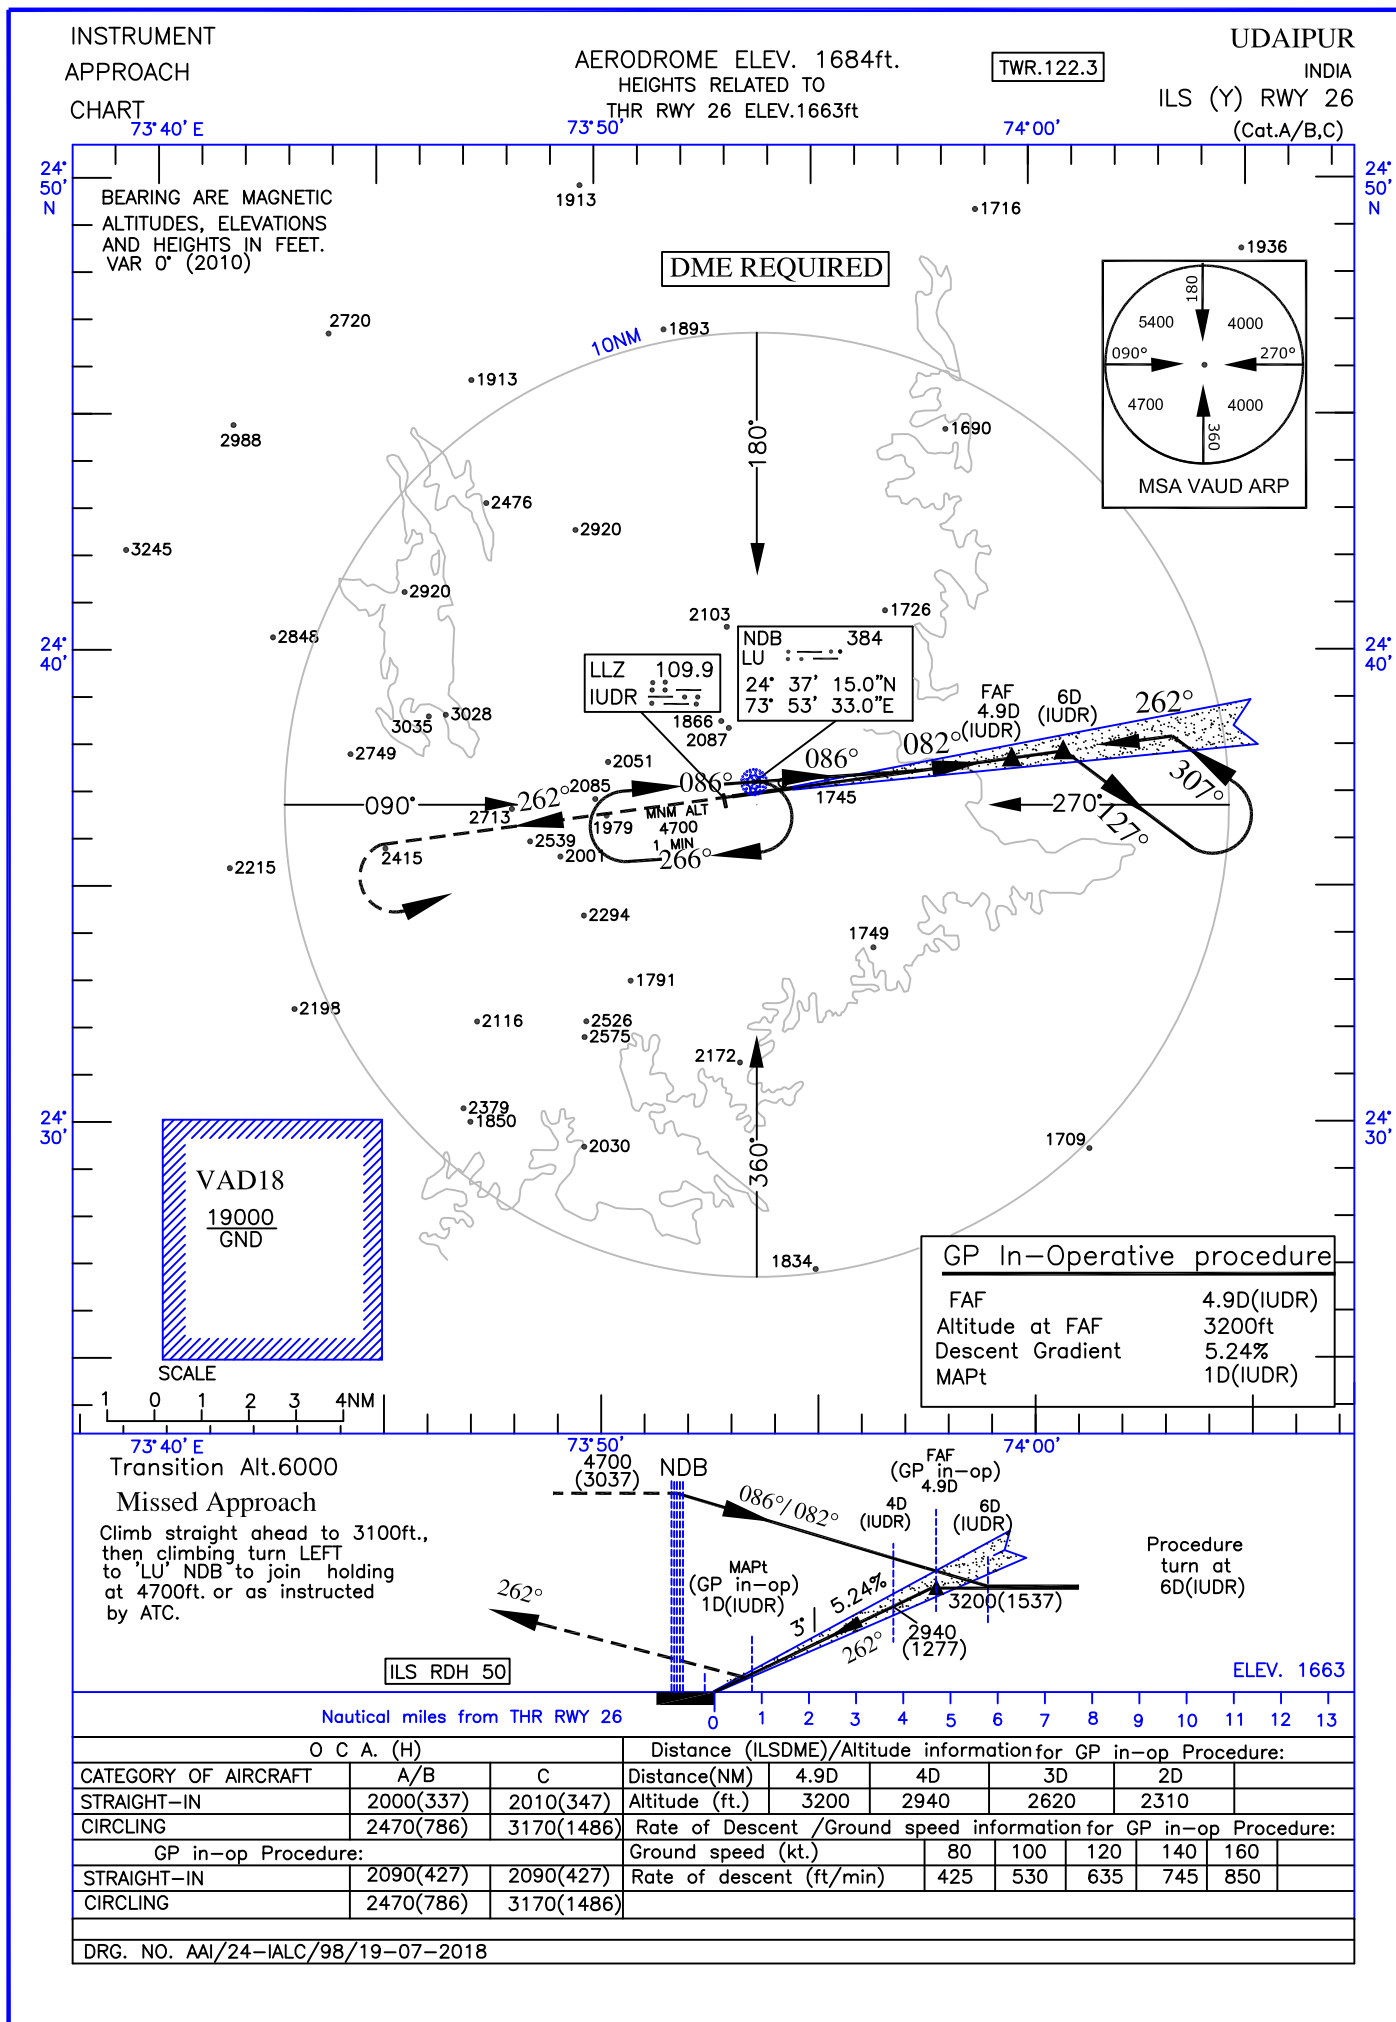 INSTRUMENT
APPROACH
CHART
AERODROME ELEV. 1684ft.
HEIGHTS RELATED TO
THR RWY 26 ELEV.1663ft
TWR.122.3
UDAIPUR
INDIA
ILS (Y) RWY 26
(Cat.A/B,C)
73°40' E
73°50'
74°00'
24°
50'
N
24°
50'
N
BEARING ARE MAGNETIC
ALTITUDES, ELEVATIONS
AND HEIGHTS IN FEET.
VAR 0° (2010)
1913
1716
1936
DME REQUIRED
2720
1893
10NM
1913
2988
180°
1690
180
5400
4000
090°
270°
4700
4000
360
MSA VAUD ARP
2476
2920
3245
2920
1726
2103
24°
40'
24°
40'
2848
LLZ 109.9
IUDR
NDB 384
LU
24° 37' 15.0"N
73° 53' 33.0"E
FAF
4.9D
(IUDR)
6D
(IUDR)
262°
3035
3028
1866
2087
2749
2051
086°
082°
086°
2085
262°
307°
090°
2713
1979
MNM ALT
4700
1 MIN
1745
270°
127°
2539
2001
266°
2415
2215
2294
1749
1791
2198
2116
2526
2575
2172
2379
1850
24°
30'
24°
30'
2030
360°
1709
VAD18
19000
GND
1834
GP In-Operative procedure
FAF 4.9D(IUDR)
Altitude at FAF 3200ft
Descent Gradient 5.24%
MAPt 1D(IUDR)
SCALE
1 0 1 2 3 4NM
73°40' E
73°50'
74°00'
Transition Alt.6000
Missed Approach
Climb straight ahead to 3100ft.,
then climbing turn LEFT
to 'LU' NDB to join holding
at 4700ft. or as instructed
by ATC.
4700
(3037)
NDB
086°/082°
FAF
(GP in-op)
4.9D
4D
(IUDR)
6D
(IUDR)
Procedure
turn at
6D(IUDR)
MAPt
(GP in-op)
1D(IUDR)
262°
3°/ 5.24%
262°
3200(1537)
2940
(1277)
ILS RDH 50
ELEV. 1663
Nautical miles from THR RWY 26
0 1 2 3 4 5 6 7 8 9 10 11 12 13
O C A. (H)
Distance (ILSDME)/Altitude information for GP in-op Procedure:
CATEGORY OF AIRCRAFT A/B C
Distance(NM) 4.9D 4D 3D 2D
STRAIGHT-IN 2000(337) 2010(347)
Altitude (ft.) 3200 2940 2620 2310
CIRCLING 2470(786) 3170(1486)
Rate of Descent /Ground speed information for GP in-op Procedure:
GP in-op Procedure:
Ground speed (kt.) 80 100 120 140 160
STRAIGHT-IN 2090(427) 2090(427)
Rate of descent (ft/min) 425 530 635 745 850
CIRCLING 2470(786) 3170(1486)
DRG. NO. AAI/24-IALC/98/19-07-2018